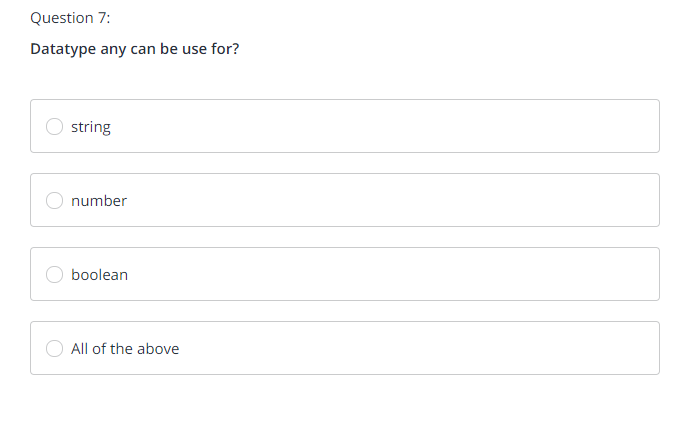 Question 7:
Datatype any can be use for?
string
number
boolean
All of the above